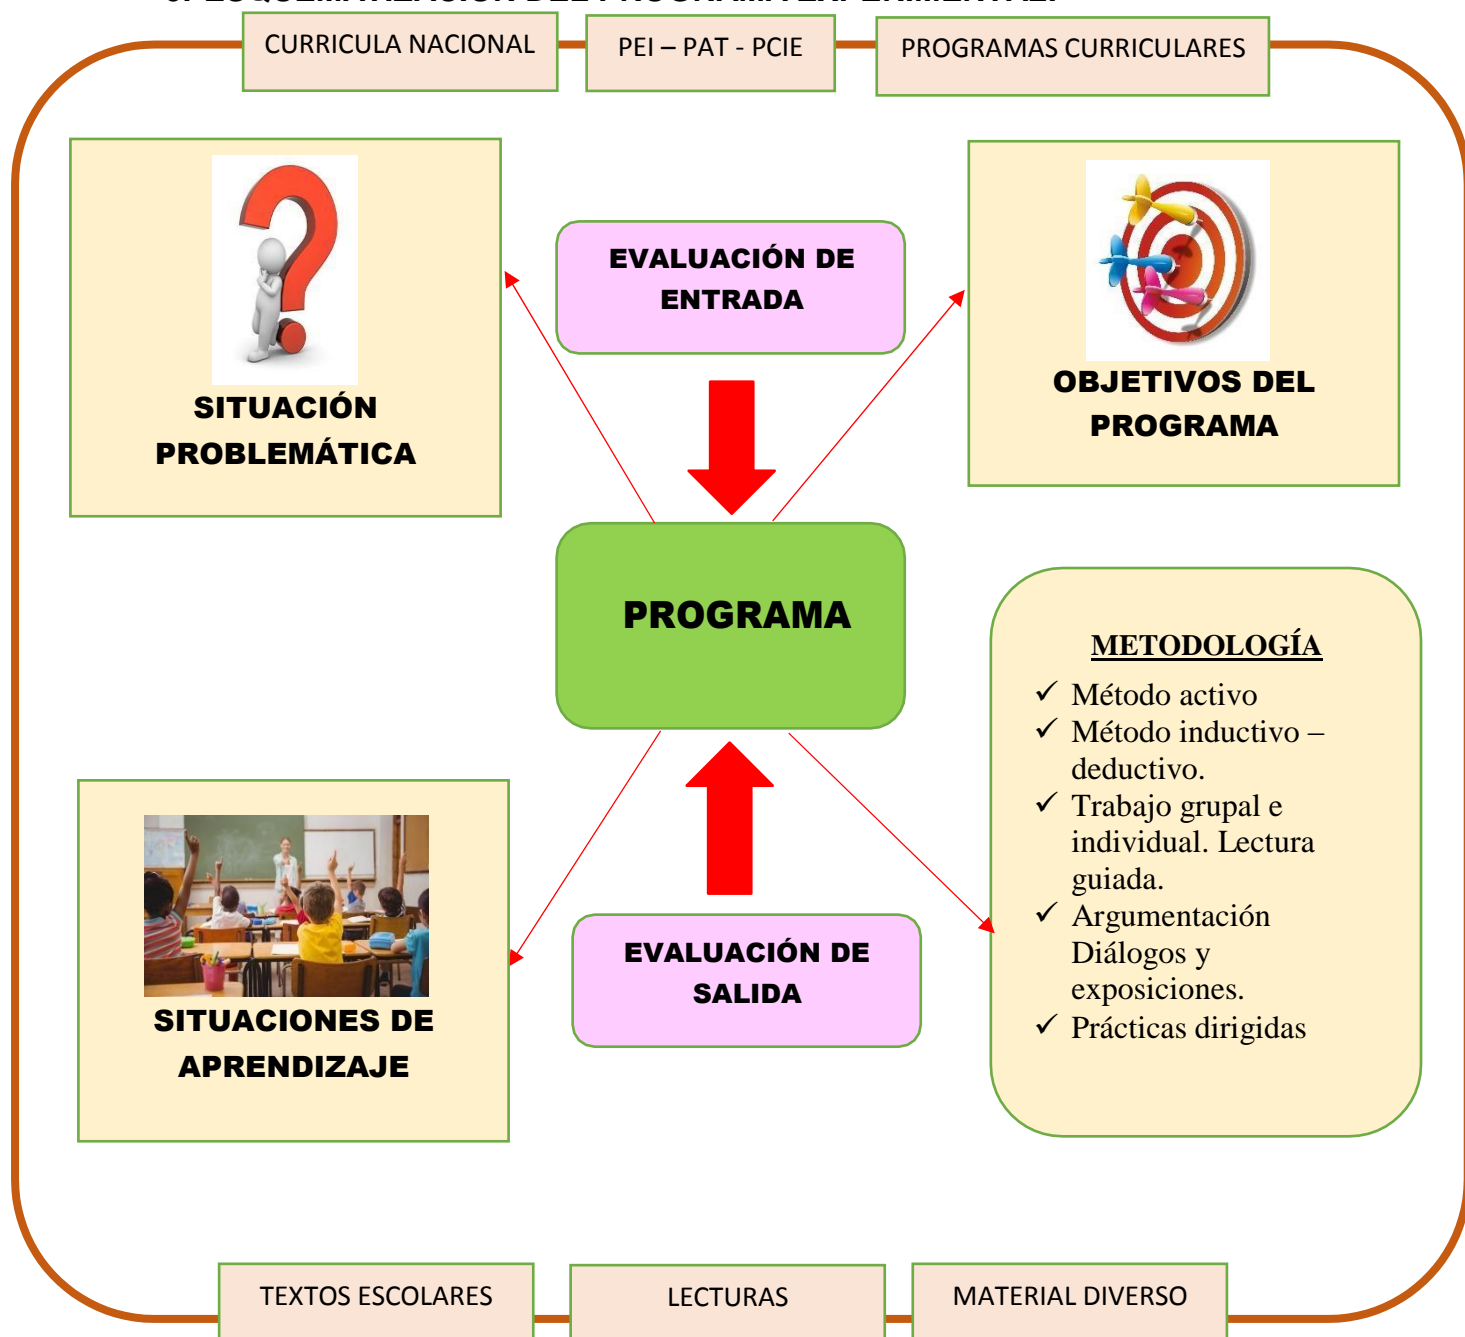 CURRICULA NACIONAL
PEI – PAT - PCIE
PROGRAMAS CURRICULARES
SITUACIÓN
PROBLEMÁTICA
EVALUACIÓN DE
ENTRADA
OBJETIVOS DEL
PROGRAMA
PROGRAMA
METODOLOGÍA
✓ Método activo
✓ Método inductivo –
deductivo.
✓ Trabajo grupal e
individual. Lectura
guiada.
✓ Argumentación
Diálogos y
exposiciones.
✓ Prácticas dirigidas
SITUACIONES DE
APRENDIZAJE
EVALUACIÓN DE
SALIDA
TEXTOS ESCOLARES
LECTURAS
MATERIAL DIVERSO